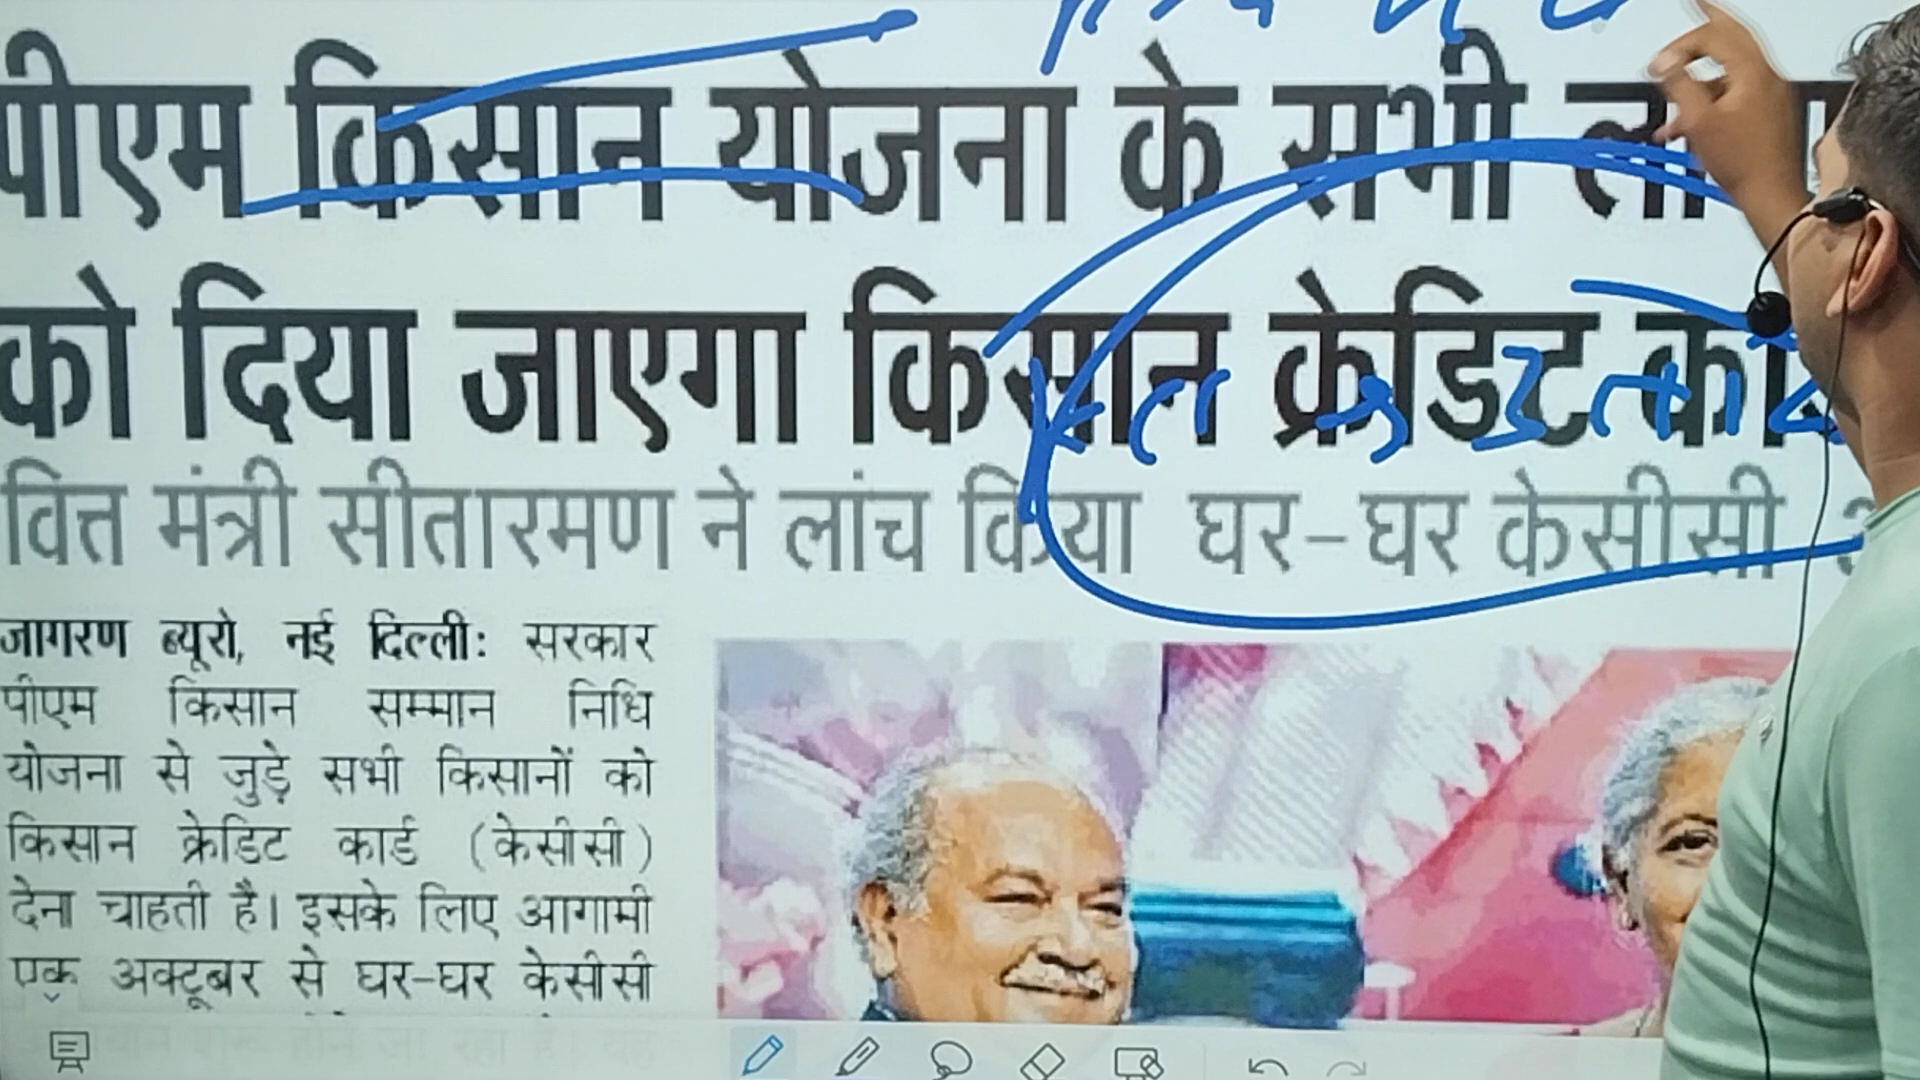 पीएम किसान योजना के सभी
को दिया जाएगा किसान क्रेडिट
वित्त मंत्री सीतारमण ने लांच किया घर-घर केसीसी
जागरण ब्यूरो, नई दिल्ली: सरकार
पीएम किसान सम्मान निधि
योजना से जुड़े सभी किसानों को
किसान क्रेडिट कार्ड (केसीसी)
देना चाहती है। इसके लिए आगामी
एक अक्टूबर से घर-घर केसीसी